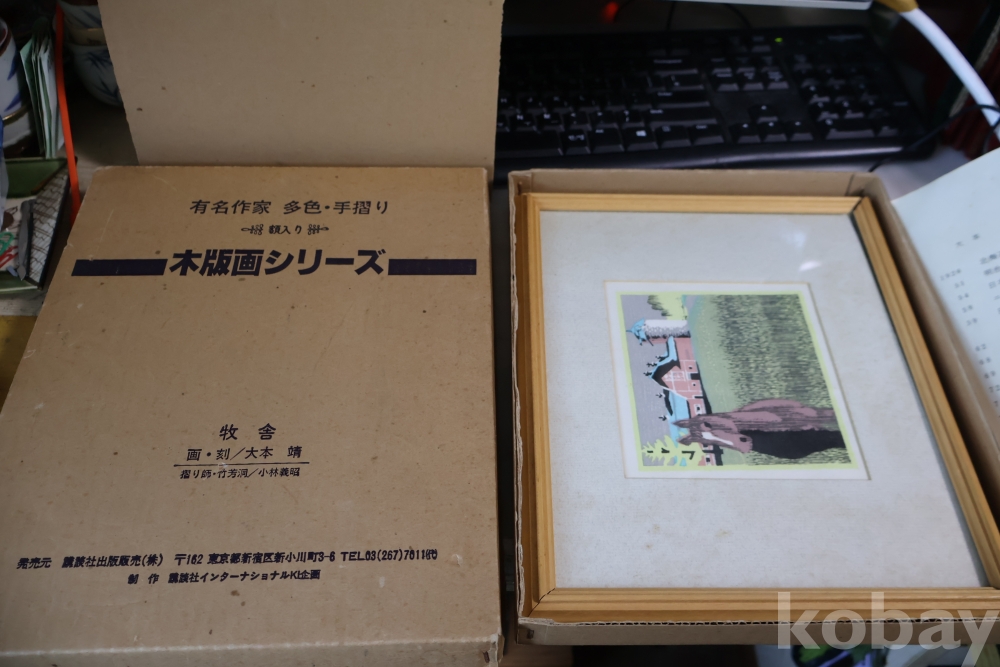 有名作家 多色・手摺り
額入り
木版画シリーズ
牧舎
画・刻/大本 靖
摺り師・竹芳洞/小林義昭
発売元 講談社出版販売(株) 〒162 東京都新宿区新小川町3-6 TEL03(267)7611㈹
制作 講談社インターナショナルKI企画
1926
kobay